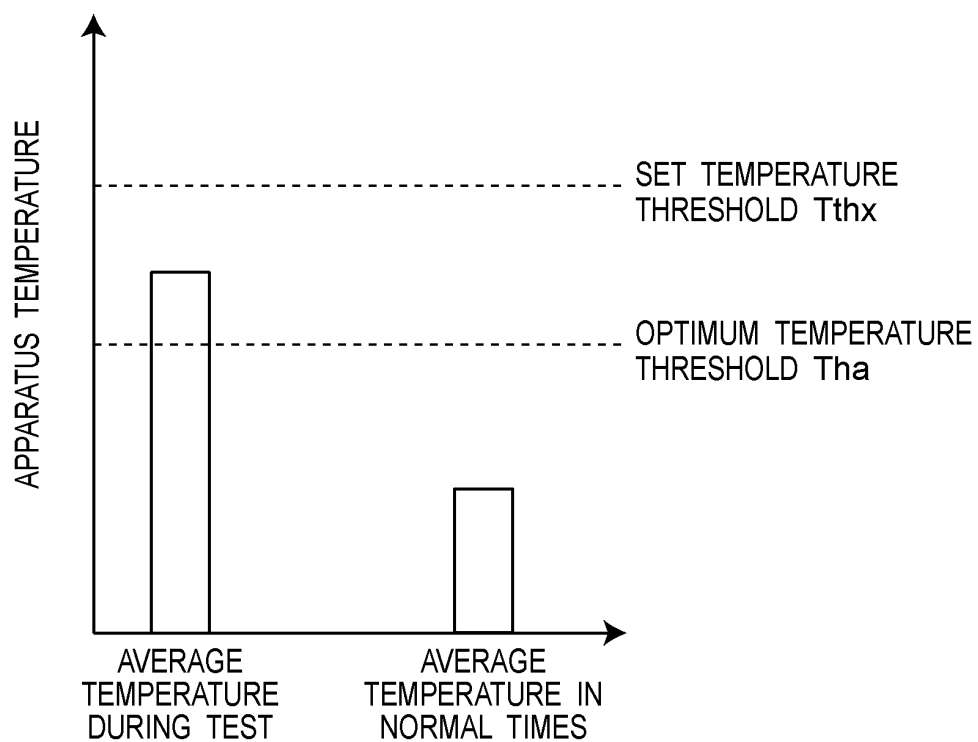 APPARATUS TEMPERATURE
SET TEMPERATURE
THRESHOLD Tthx
OPTIMUM TEMPERATURE
THRESHOLD Tha
AVERAGE
TEMPERATURE
DURING TEST
AVERAGE
TEMPERATURE IN
NORMAL TIMES